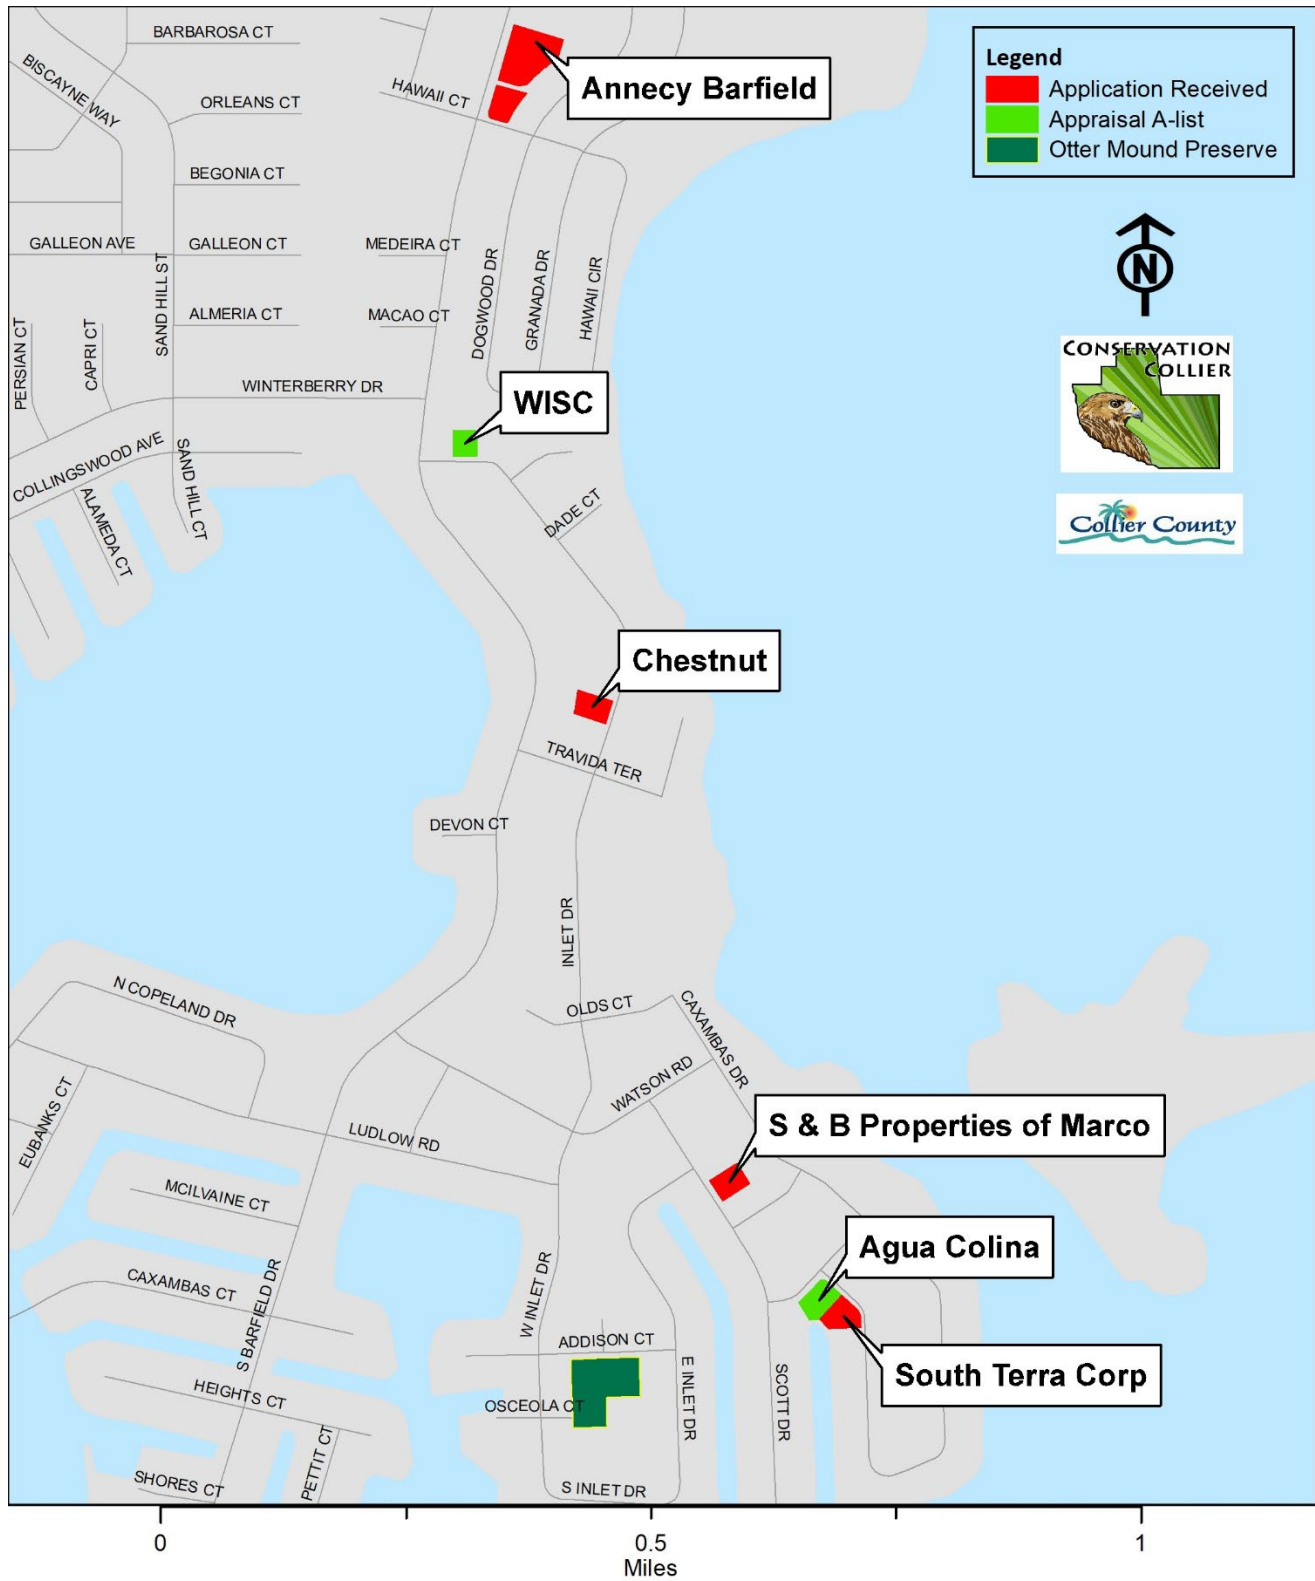 BARBAROSA CT
BISCAYNE WAY
ORLEANS CT
HAWAII CT
Annecy Barfield
Legend
Application Received
Appraisal A-list
Otter Mound Preserve
BEGONIA CT
GALLEON AVE
GALLEON CT
MEDEIRA CT
N
SAND HILL ST
DOGWOOD DR
GRANADA DR
HAWAII CIR
PERSIAN CT
CAPRI CT
ALMERIA CT
MACAO CT
CONSERVATION
COLLIER
WINTERBERRY DR
WISC
COLLINGSWOOD AVE
SAND HILL CT
ALAMEDA CT
DADE CT
Collier County
Chestnut
TRAVIDA TER
DEVON CT
INLET DR
N COPELAND DR
OLDS CT
CAXAMBAS DR
WATSON RD
EUBANKS CT
LUDLOW RD
S & B Properties of Marco
MCILVAINE CT
Agua Colina
CAXAMBAS CT
S BARFIELD DR
W INLET DR
ADDISON CT
E INLET DR
SCOTT DR
South Terra Corp
HEIGHTS CT
OSCEOLA CT
PETTIT CT
SHORES CT
S INLET DR
0
0.5
1
Miles